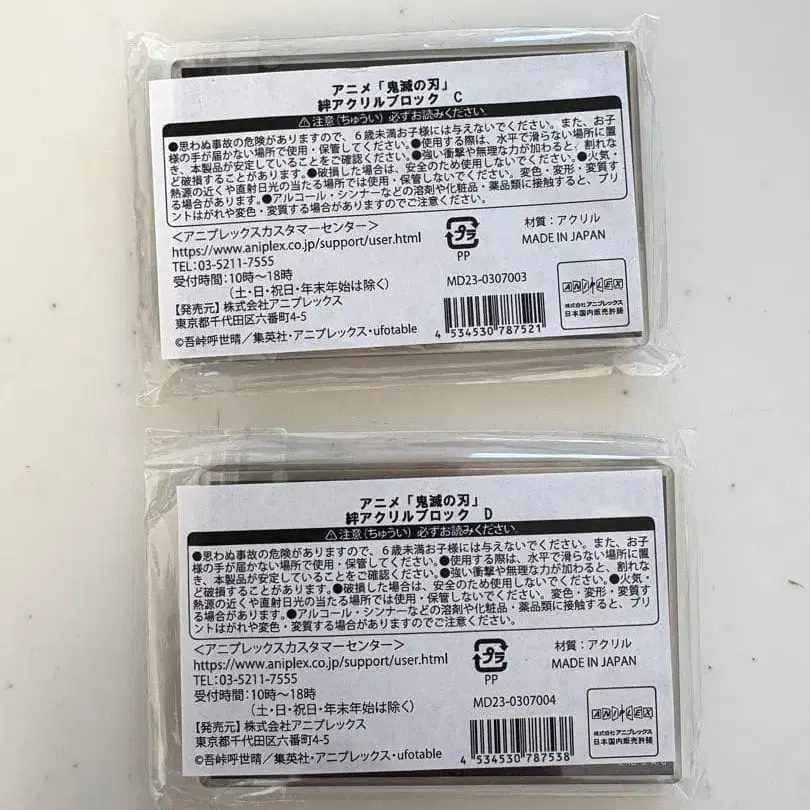 アニメ「鬼滅の刃」
絆アクリルブロック　C
⚠注意（ちゅうい）必ずお読みください。
●思わぬ事故の危険がありますので、６歳未満お子様には与えないでください。また、お子
様の手が届かない場所で使用・保管してください。●使用する際は、水平で滑らない場所に置
き、本製品が安定していることをご確認ください。●強い衝撃や無理な力が加わると、割れな
ど破損することがあります。●破損した場合は、安全のため使用しないでください。●火気・
熱源の近くや直射日光の当たる場所では使用・保管しないでください。変色・変形・変質す
る場合があります。●アルコール・シンナーなどの溶剤や化粧品・薬品類に接触すると、プリ
ントはがれや変色・変質する場合がありますのでご注意ください。
＜アニプレックスカスタマーセンター＞
https://www.aniplex.co.jp/support/user.html
TEL：03-5211-7555
受付時間：10時～18時
（土・日・祝日・年末年始は除く）
【発売元】株式会社アニプレックス
東京都千代田区六番町4-5
©吾峠呼世晴／集英社・アニプレックス・ufotable
プラ
PP
材質：アクリル
MADE IN JAPAN
MD23-0307003
4 534530 787521
ANIPLEX
株式会社アニプレックス
日本国内販売許諾
アニメ「鬼滅の刃」
絆アクリルブロック　D
⚠注意（ちゅうい）必ずお読みください。
●思わぬ事故の危険がありますので、６歳未満お子様には与えないでください。また、お子
様の手が届かない場所で使用・保管してください。●使用する際は、水平で滑らない場所に置
き、本製品が安定していることをご確認ください。●強い衝撃や無理な力が加わると、割れな
ど破損することがあります。●破損した場合は、安全のため使用しないでください。●火気・
熱源の近くや直射日光の当たる場所では使用・保管しないでください。変色・変形・変質す
る場合があります。●アルコール・シンナーなどの溶剤や化粧品・薬品類に接触すると、プリ
ントはがれや変色・変質する場合がありますのでご注意ください。
＜アニプレックスカスタマーセンター＞
https://www.aniplex.co.jp/support/user.html
TEL：03-5211-7555
受付時間：10時～18時
（土・日・祝日・年末年始は除く）
【発売元】株式会社アニプレックス
東京都千代田区六番町4-5
©吾峠呼世晴／集英社・アニプレックス・ufotable
プラ
PP
材質：アクリル
MADE IN JAPAN
MD23-0307004
4 534530 787538
ANIPLEX
株式会社アニプレックス
日本国内販売許諾